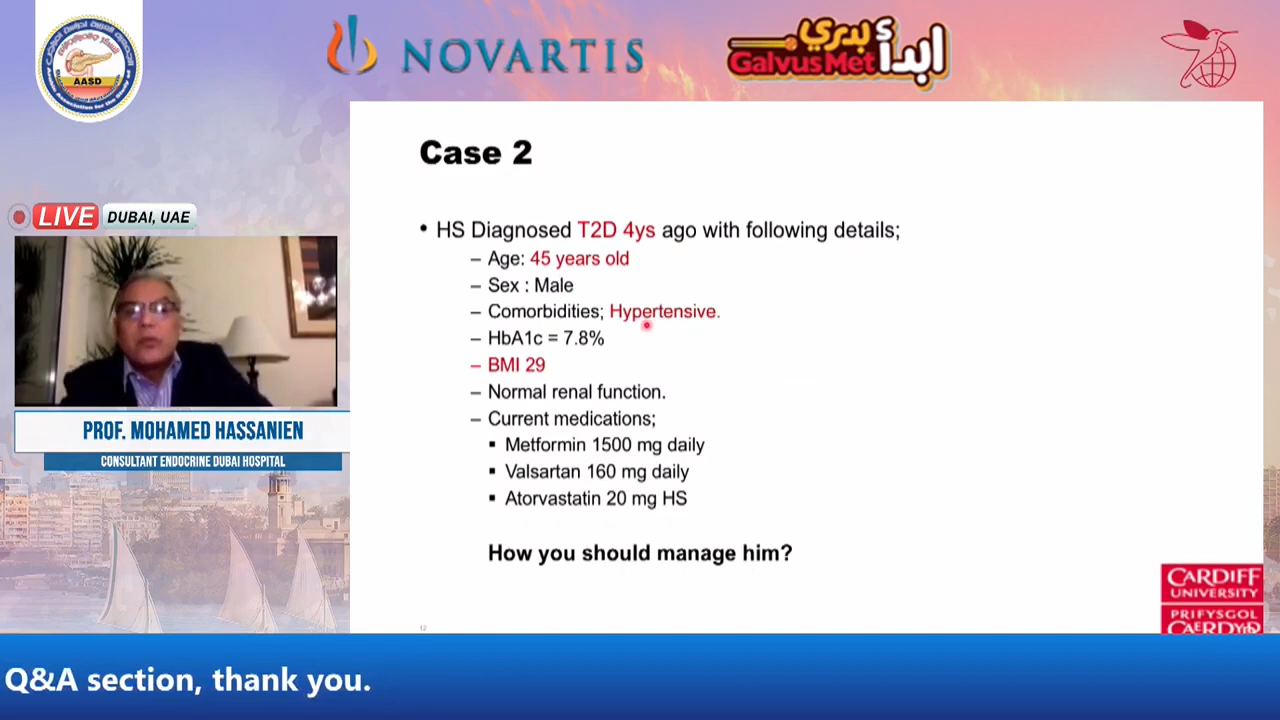 AASD
NOVARTIS
ابدأ بدري
GalvusMet
LIVE DUBAI, UAE
PROF. MOHAMED HASSANIEN
CONSULTANT ENDOCRINE DUBAI HOSPITAL
Case 2
• HS Diagnosed T2D 4ys ago with following details;
– Age: 45 years old
– Sex : Male
– Comorbidities; Hypertensive.
– HbA1c = 7.8%
– BMI 29
– Normal renal function.
– Current medications;
▪ Metformin 1500 mg daily
▪ Valsartan 160 mg daily
▪ Atorvastatin 20 mg HS
How you should manage him?
12
CARDIFF
UNIVERSITY
PRIFYSGOL
CAERDYDD
Q&A section, thank you.